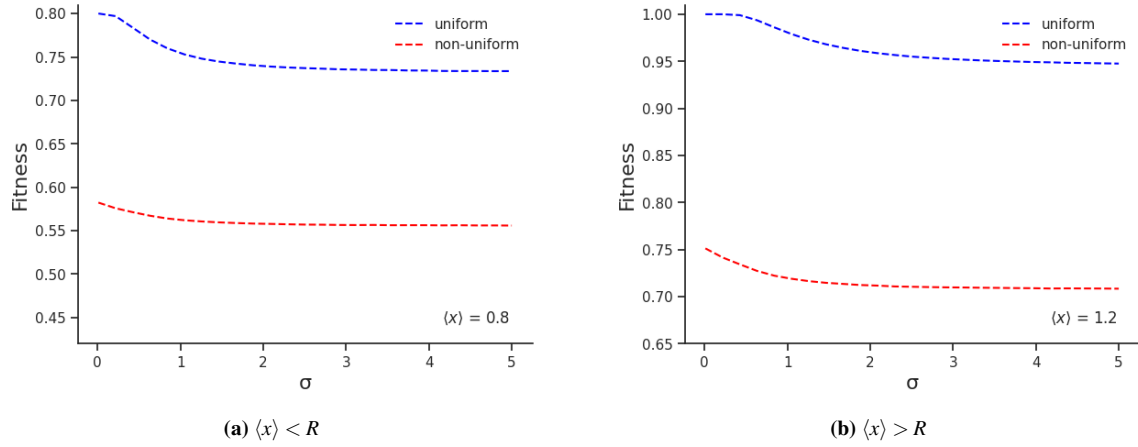 0.80
0.75
0.70
0.65
0.60
0.55
0.50
0.45
Fitness
uniform
non-uniform
⟨x⟩ = 0.8
0 1 2 3 4 5
σ
(a) ⟨x⟩ < R
1.00
0.95
0.90
0.85
0.80
0.75
0.70
0.65
Fitness
uniform
non-uniform
⟨x⟩ = 1.2
0 1 2 3 4 5
σ
(b) ⟨x⟩ > R